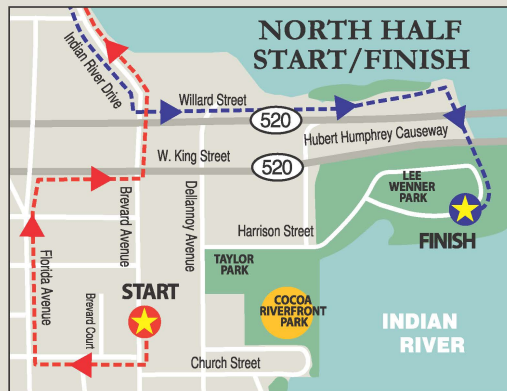 NORTH HALF
START/FINISH
Indian River Drive
Willard Street
520
Hubert Humphrey Causeway
W. King Street
520
LEE
WENNER
PARK
Brevard Avenue
Delannoy Avenue
Harrison Street
FINISH
Florida Avenue
TAYLOR
PARK
START
Brevard Court
COCOA
RIVERFRONT
PARK
INDIAN
RIVER
Church Street